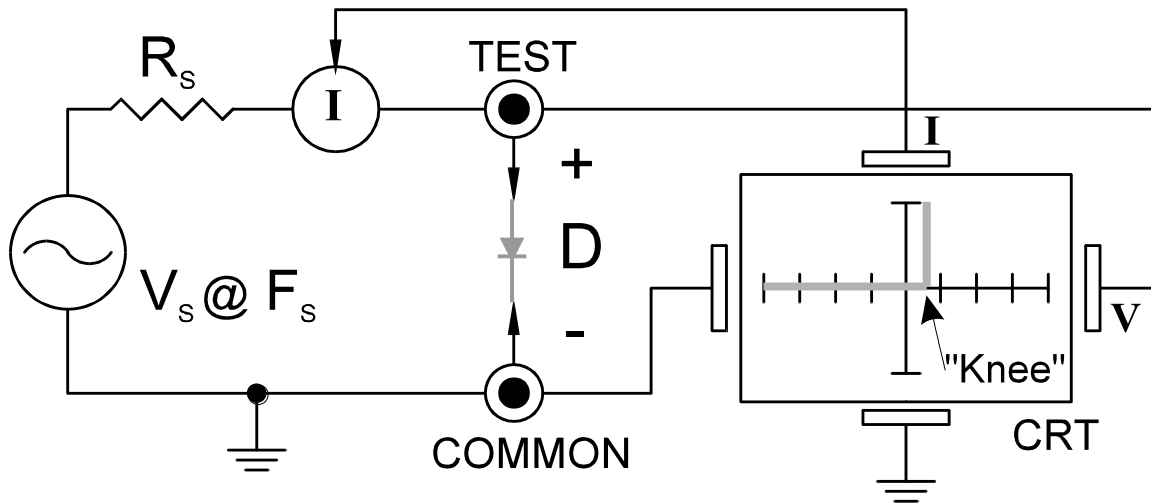 R_S
I
TEST
I
+
D
V_S @ F_S
-
V
"Knee"
COMMON
CRT